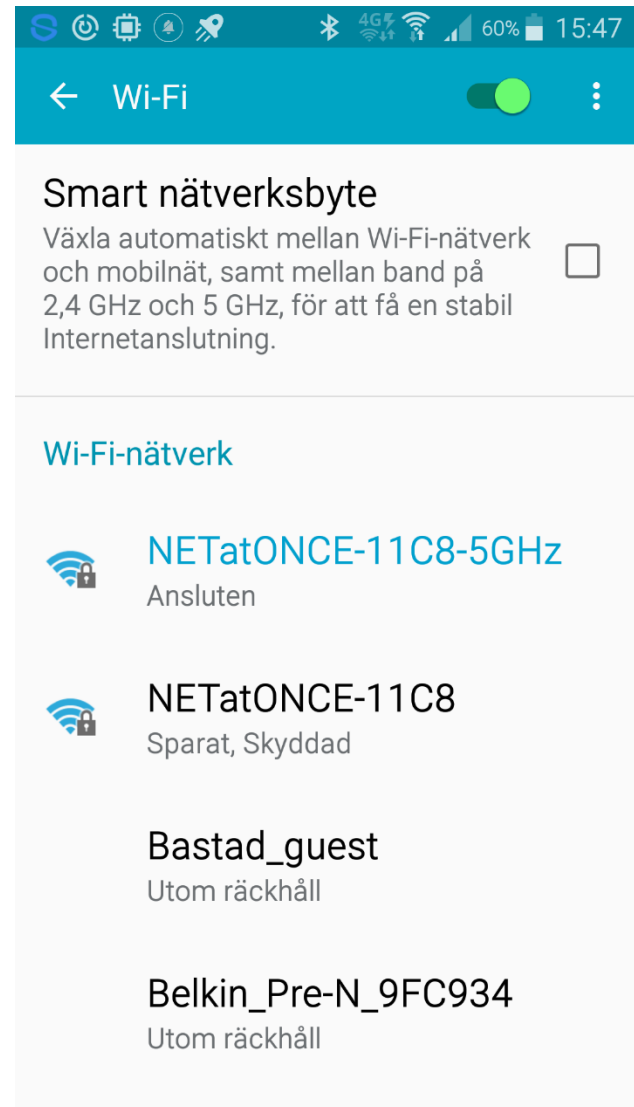 4G 60% 15:47
Wi-Fi
Smart nätverksbyte
Växla automatiskt mellan Wi-Fi-nätverk
och mobilnät, samt mellan band på
2,4 GHz och 5 GHz, för att få en stabil
Internetanslutning.
Wi-Fi-nätverk
NETatONCE-11C8-5GHz
Ansluten
NETatONCE-11C8
Sparat, Skyddad
Bastad_guest
Utom räckhåll
Belkin_Pre-N_9FC934
Utom räckhåll